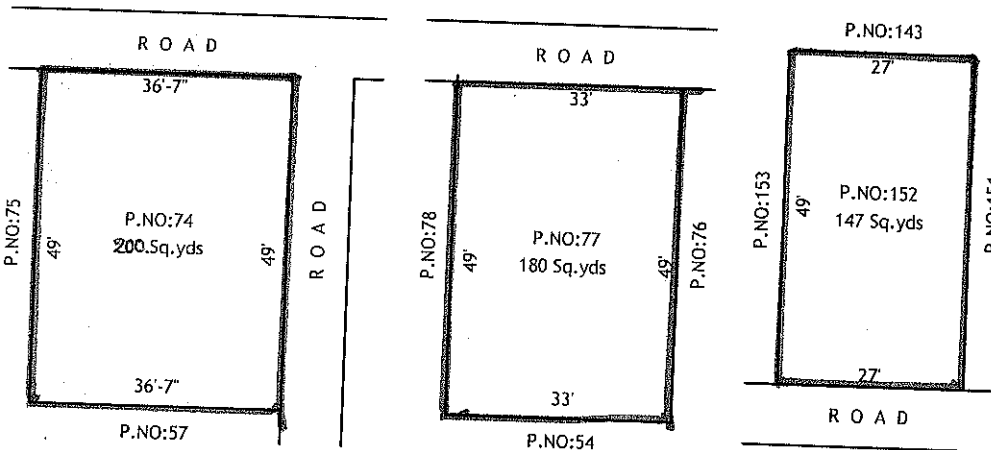 ROAD
36'-7"
P.NO:75
49'
P.NO:74
200.Sq.yds
49'
ROAD
36'-7"
P.NO:57
ROAD
33'
P.NO:78
49'
P.NO:77
180 Sq.yds
49'
P.NO:76
33'
P.NO:54
P.NO:143
27'
P.NO:153
49'
P.NO:152
147 Sq.yds
27'
ROAD